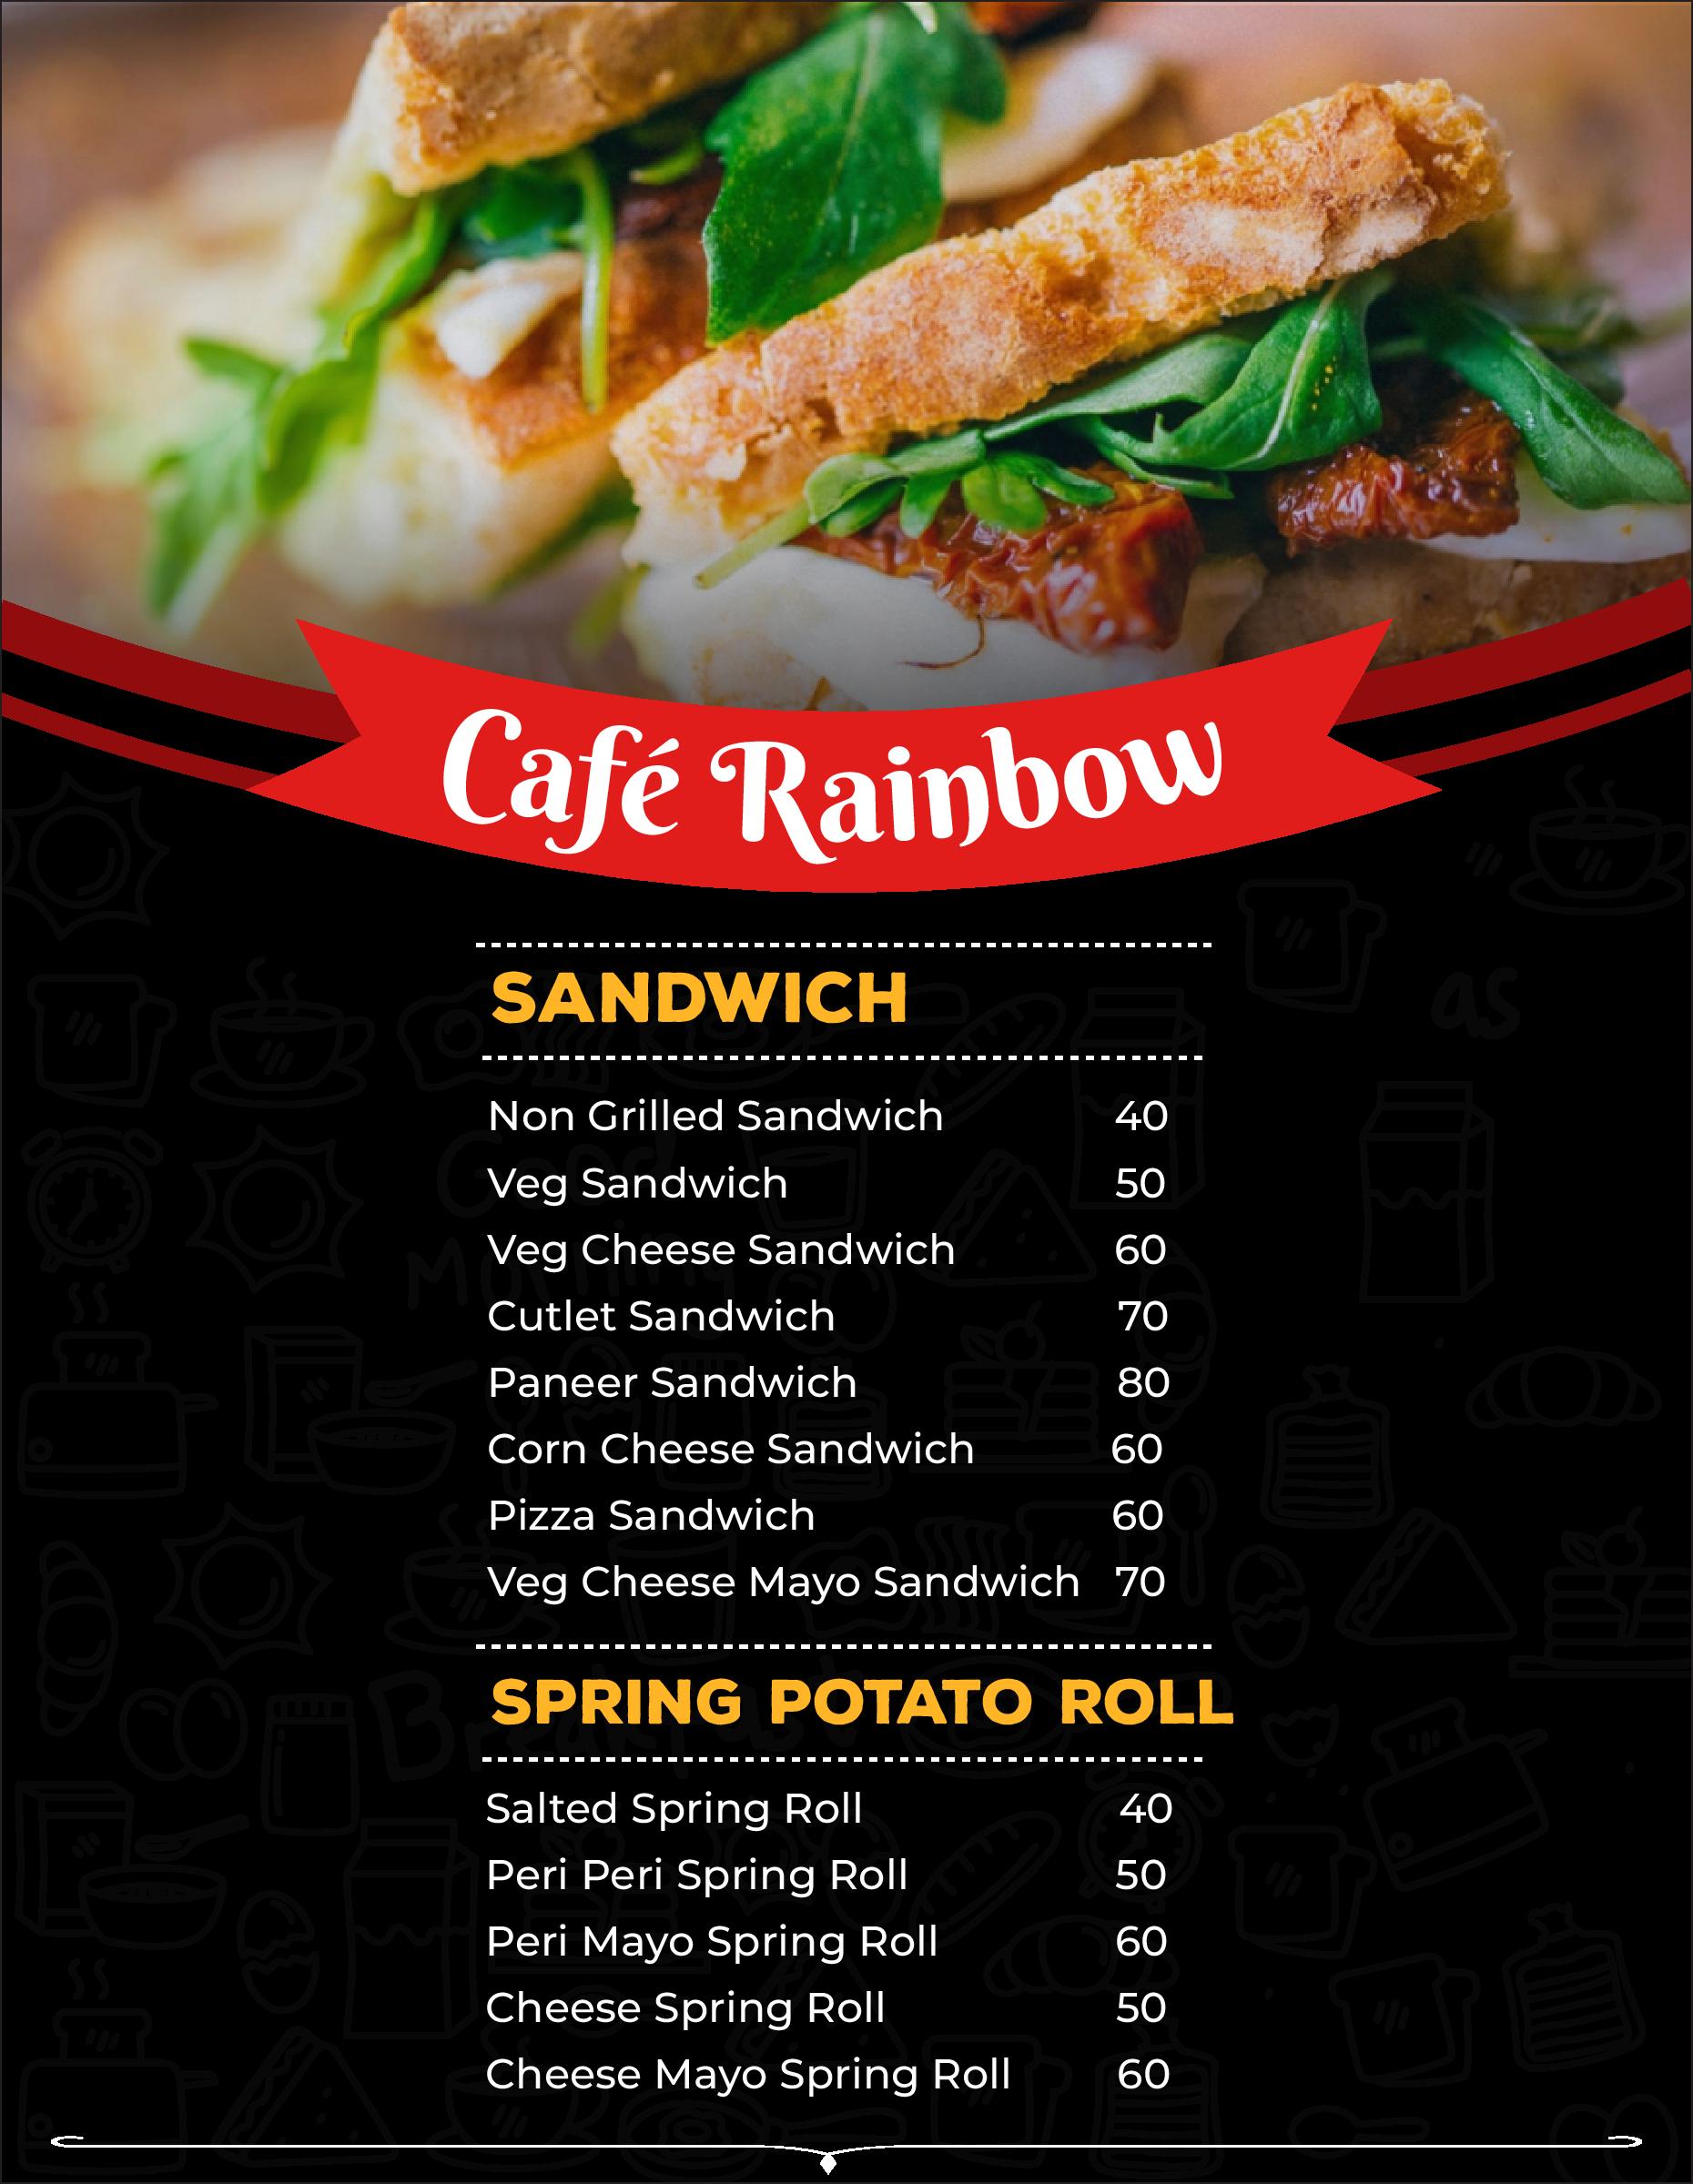 Café Rainbow
SANDWICH
Non Grilled Sandwich 40
Veg Sandwich 50
Veg Cheese Sandwich 60
Cutlet Sandwich 70
Paneer Sandwich 80
Corn Cheese Sandwich 60
Pizza Sandwich 60
Veg Cheese Mayo Sandwich 70
SPRING POTATO ROLL
Salted Spring Roll 40
Peri Peri Spring Roll 50
Peri Mayo Spring Roll 60
Cheese Spring Roll 50
Cheese Mayo Spring Roll 60
as
Good
Morning